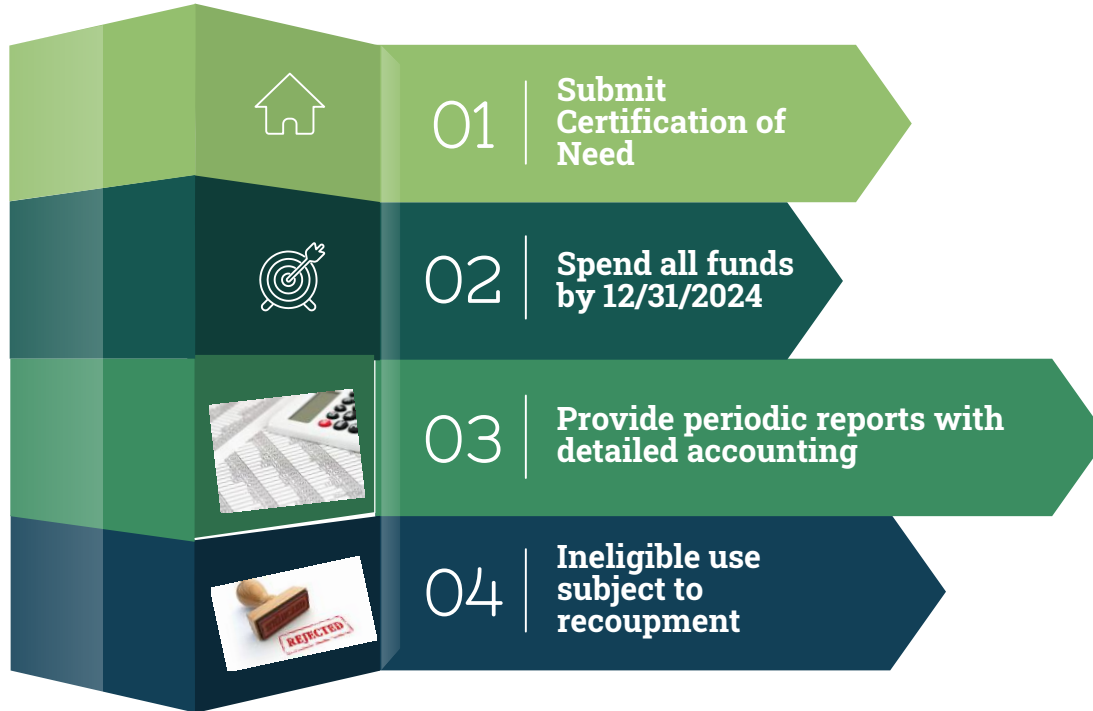 01
Submit
Certification of
Need
02
Spend all funds
by 12/31/2024
03
Provide periodic reports with
detailed accounting
04
Ineligible use
subject to
recoupment
REJECTED